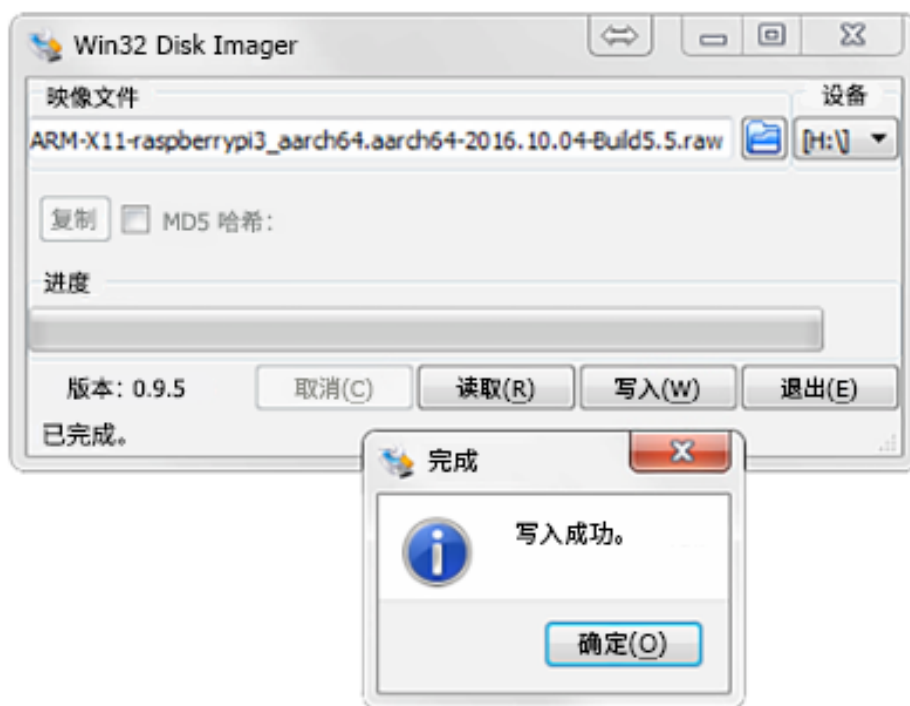 Win32 Disk Imager
映像文件 设备
ARM-X11-raspberrypi3_aarch64.aarch64-2016.10.04-Build5.5.raw [H:\]
复制 MD5 哈希:
进度
版本: 0.9.5 取消(C) 读取(R) 写入(W) 退出(E)
已完成。
完成
写入成功。
确定(O)